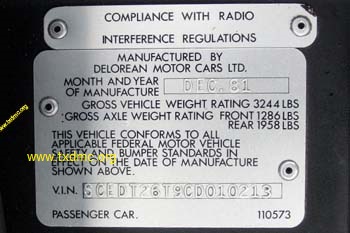 COMPLIANCE WITH RADIO
INTERFERENCE REGULATIONS
MANUFACTURED BY
DELOREAN MOTOR CARS LTD.
MONTH AND YEAR
OF MANUFACTURE DEC. 81
GROSS VEHICLE WEIGHT RATING 3244 LBS
GROSS AXLE WEIGHT RATING FRONT 1286 LBS
REAR 1958 LBS
THIS VEHICLE CONFORMS TO ALL
APPLICABLE FEDERAL MOTOR VEHICLE
SAFETY AND BUMPER STANDARDS IN
EFFECT ON THE DATE OF MANUFACTURE
SHOWN ABOVE.
V.I.N. SCEDT26T9CD010213
PASSENGER CAR. 110573
www.txdmc.org
www.txdmc.org